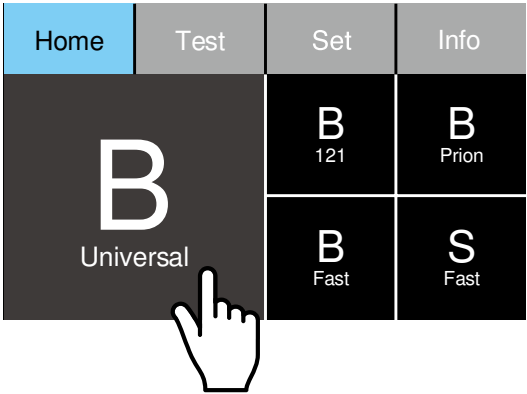 Home
Test
Set
Info
B
Universal
B
121
B
Prion
B
Fast
S
Fast